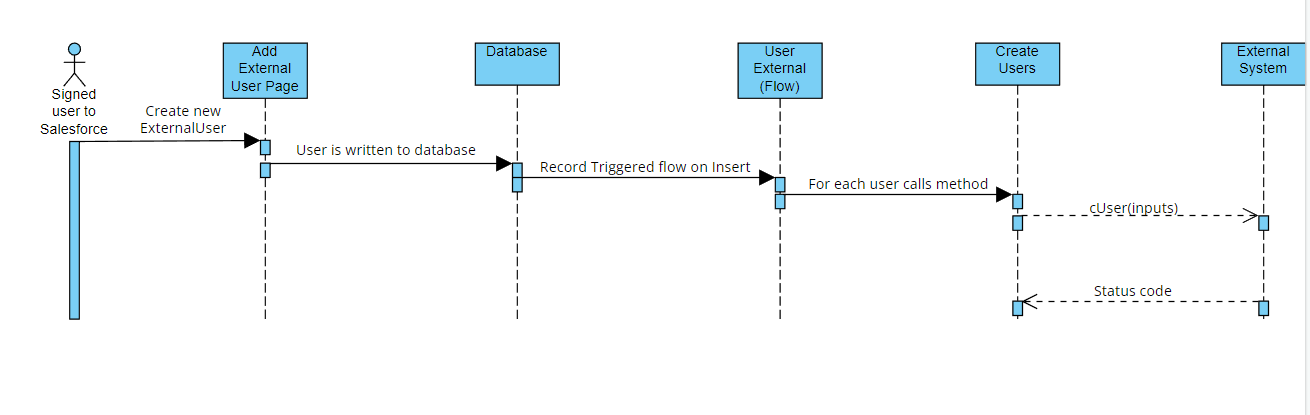 Signed
user to
Salesforce
Add
External
User Page
Database
User
External
(Flow)
Create
Users
External
System
Create new
ExternalUser
User is written to database
Record Triggered flow on Insert
For each user calls method
cUser(inputs)
Status code